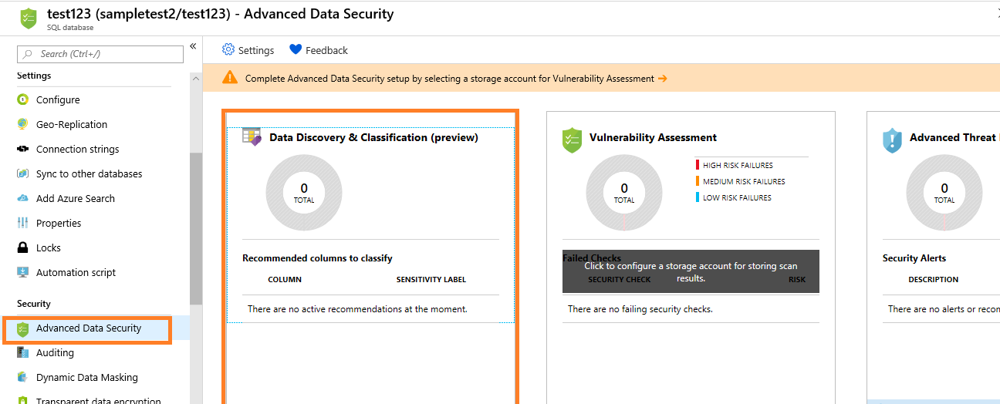 test123 (sampletest2/test123) - Advanced Data Security
SQL database
Search (Ctrl+/)
«
Settings
Configure
Geo-Replication
Connection strings
Sync to other databases
Add Azure Search
Properties
Locks
Automation script
Security
Advanced Data Security
Auditing
Dynamic Data Masking
Transparent data encryption
Settings
Feedback
Complete Advanced Data Security setup by selecting a storage account for Vulnerability Assessment →
Data Discovery & Classification (preview)
0
TOTAL
Recommended columns to classify
COLUMN SENSITIVITY LABEL
There are no active recommendations at the moment.
Vulnerability Assessment
0
TOTAL
HIGH RISK FAILURES
MEDIUM RISK FAILURES
LOW RISK FAILURES
Failed Checks
Click to configure a storage account for storing scan
results.
SECURITY CHECK RISK
There are no failing security checks.
Advanced Threat
0
TOTAL
Security Alerts
DESCRIPTION
There are no alerts or